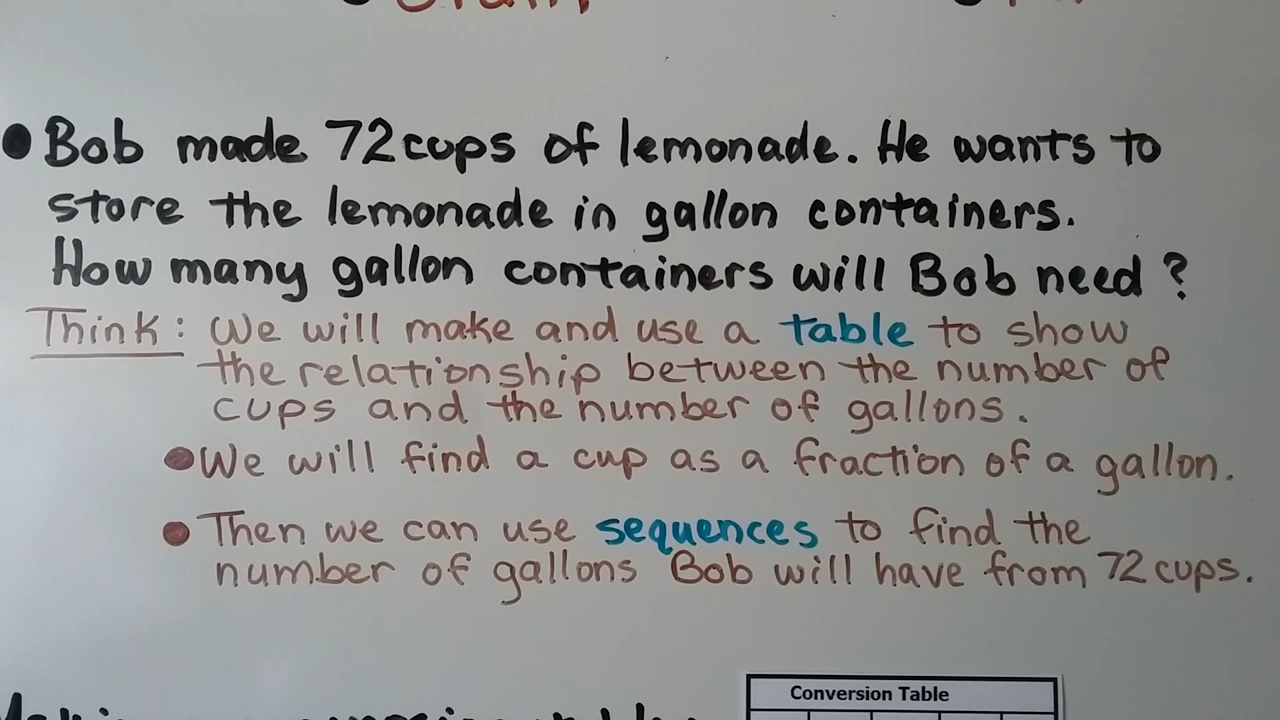 Bob made 72 cups of lemonade. He wants to
store the lemonade in gallon containers.
How many gallon containers will Bob need?
Think: We will make and use a table to show
the relationship between the number of
cups and the number of gallons.
We will find a cup as a fraction of a gallon.
Then we can use sequences to find the
number of gallons Bob will have from 72 cups.
Conversion Table